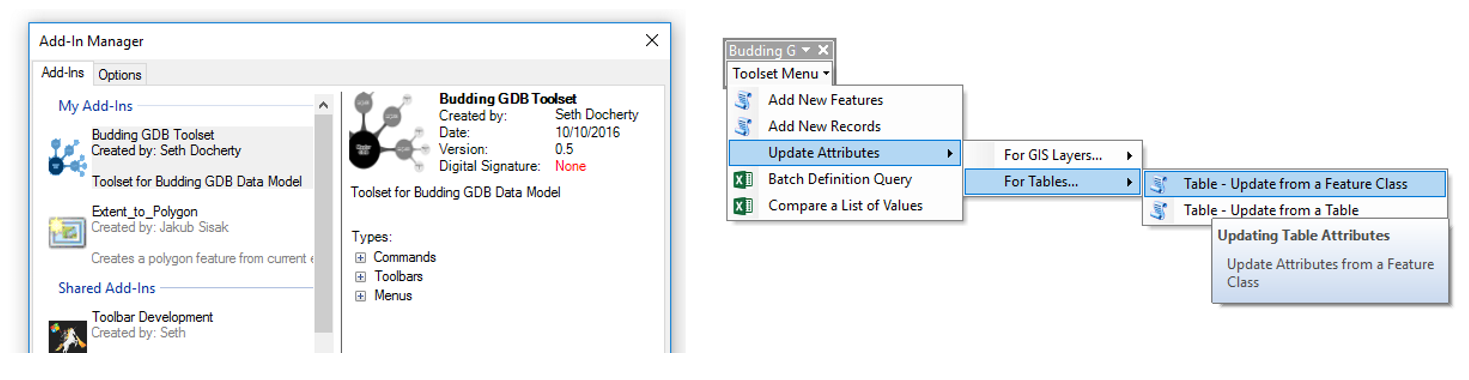 Add-In Manager
Add-Ins
Options
My Add-Ins
Budding GDB Toolset
Created by: Seth Docherty
Toolset for Budding GDB Data Model
Extent_to_Polygon
Created by: Jakub Sisak
Creates a polygon feature from current e
Shared Add-Ins
Toolbar Development
Created by: Seth
Budding GDB Toolset
Created by: Seth Docherty
Date: 10/10/2016
Version: 0.5
Digital Signature: None
Toolset for Budding GDB Data Model
Types:
Commands
Toolbars
Menus
Budding G
Toolset Menu
Add New Features
Add New Records
Update Attributes
Batch Definition Query
Compare a List of Values
For GIS Layers...
For Tables...
Table - Update from a Feature Class
Table - Update from a Table
Updating Table Attributes
Update Attributes from a Feature
Class